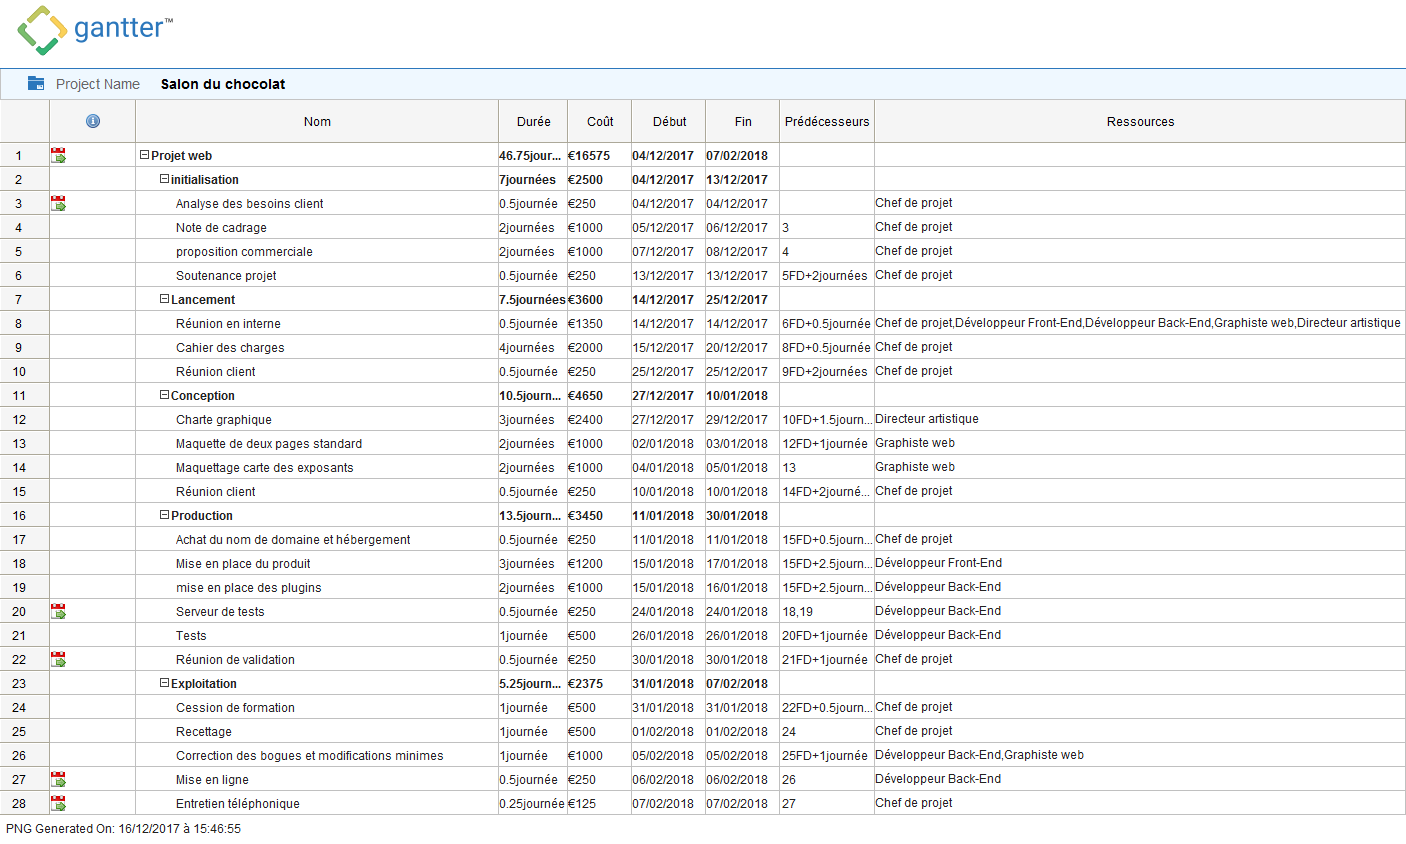 gantter™
Project Name Salon du chocolat
Nom Durée Coût Début Fin Prédécesseurs Ressources
1 Projet web 46.75jour... €16575 04/12/2017 07/02/2018
2 initialisation 7journées €2500 04/12/2017 13/12/2017
3 Analyse des besoins client 0.5journée €250 04/12/2017 04/12/2017 Chef de projet
4 Note de cadrage 2journées €1000 05/12/2017 06/12/2017 3 Chef de projet
5 proposition commerciale 2journées €1000 07/12/2017 08/12/2017 4 Chef de projet
6 Soutenance projet 0.5journée €250 13/12/2017 13/12/2017 5FD+2journées Chef de projet
7 Lancement 7.5journées €3600 14/12/2017 25/12/2017
8 Réunion en interne 0.5journée €1350 14/12/2017 14/12/2017 6FD+0.5journée Chef de projet,Développeur Front-End,Développeur Back-End,Graphiste web,Directeur artistique
9 Cahier des charges 4journées €2000 15/12/2017 20/12/2017 8FD+0.5journée Chef de projet
10 Réunion client 0.5journée €250 25/12/2017 25/12/2017 9FD+2journées Chef de projet
11 Conception 10.5journ... €4650 27/12/2017 10/01/2018
12 Charte graphique 3journées €2400 27/12/2017 29/12/2017 10FD+1.5journ... Directeur artistique
13 Maquette de deux pages standard 2journées €1000 02/01/2018 03/01/2018 12FD+1journée Graphiste web
14 Maquettage carte des exposants 2journées €1000 04/01/2018 05/01/2018 13 Graphiste web
15 Réunion client 0.5journée €250 10/01/2018 10/01/2018 14FD+2journé... Chef de projet
16 Production 13.5journ... €3450 11/01/2018 30/01/2018
17 Achat du nom de domaine et hébergement 0.5journée €250 11/01/2018 11/01/2018 15FD+0.5journ... Chef de projet
18 Mise en place du produit 3journées €1200 15/01/2018 17/01/2018 15FD+2.5journ... Développeur Front-End
19 mise en place des plugins 2journées €1000 15/01/2018 16/01/2018 15FD+2.5journ... Développeur Back-End
20 Serveur de tests 0.5journée €250 24/01/2018 24/01/2018 18,19 Développeur Back-End
21 Tests 1journée €500 26/01/2018 26/01/2018 20FD+1journée Développeur Back-End
22 Réunion de validation 0.5journée €250 30/01/2018 30/01/2018 21FD+1journée Chef de projet
23 Exploitation 5.25journ... €2375 31/01/2018 07/02/2018
24 Cession de formation 1journée €500 31/01/2018 31/01/2018 22FD+0.5journ... Chef de projet
25 Recettage 1journée €500 01/02/2018 01/02/2018 24 Chef de projet
26 Correction des bogues et modifications minimes 1journée €1000 05/02/2018 05/02/2018 25FD+1journée Développeur Back-End,Graphiste web
27 Mise en ligne 0.5journée €250 06/02/2018 06/02/2018 26 Développeur Back-End
28 Entretien téléphonique 0.25journée €125 07/02/2018 07/02/2018 27 Chef de projet
PNG Generated On: 16/12/2017 à 15:46:55